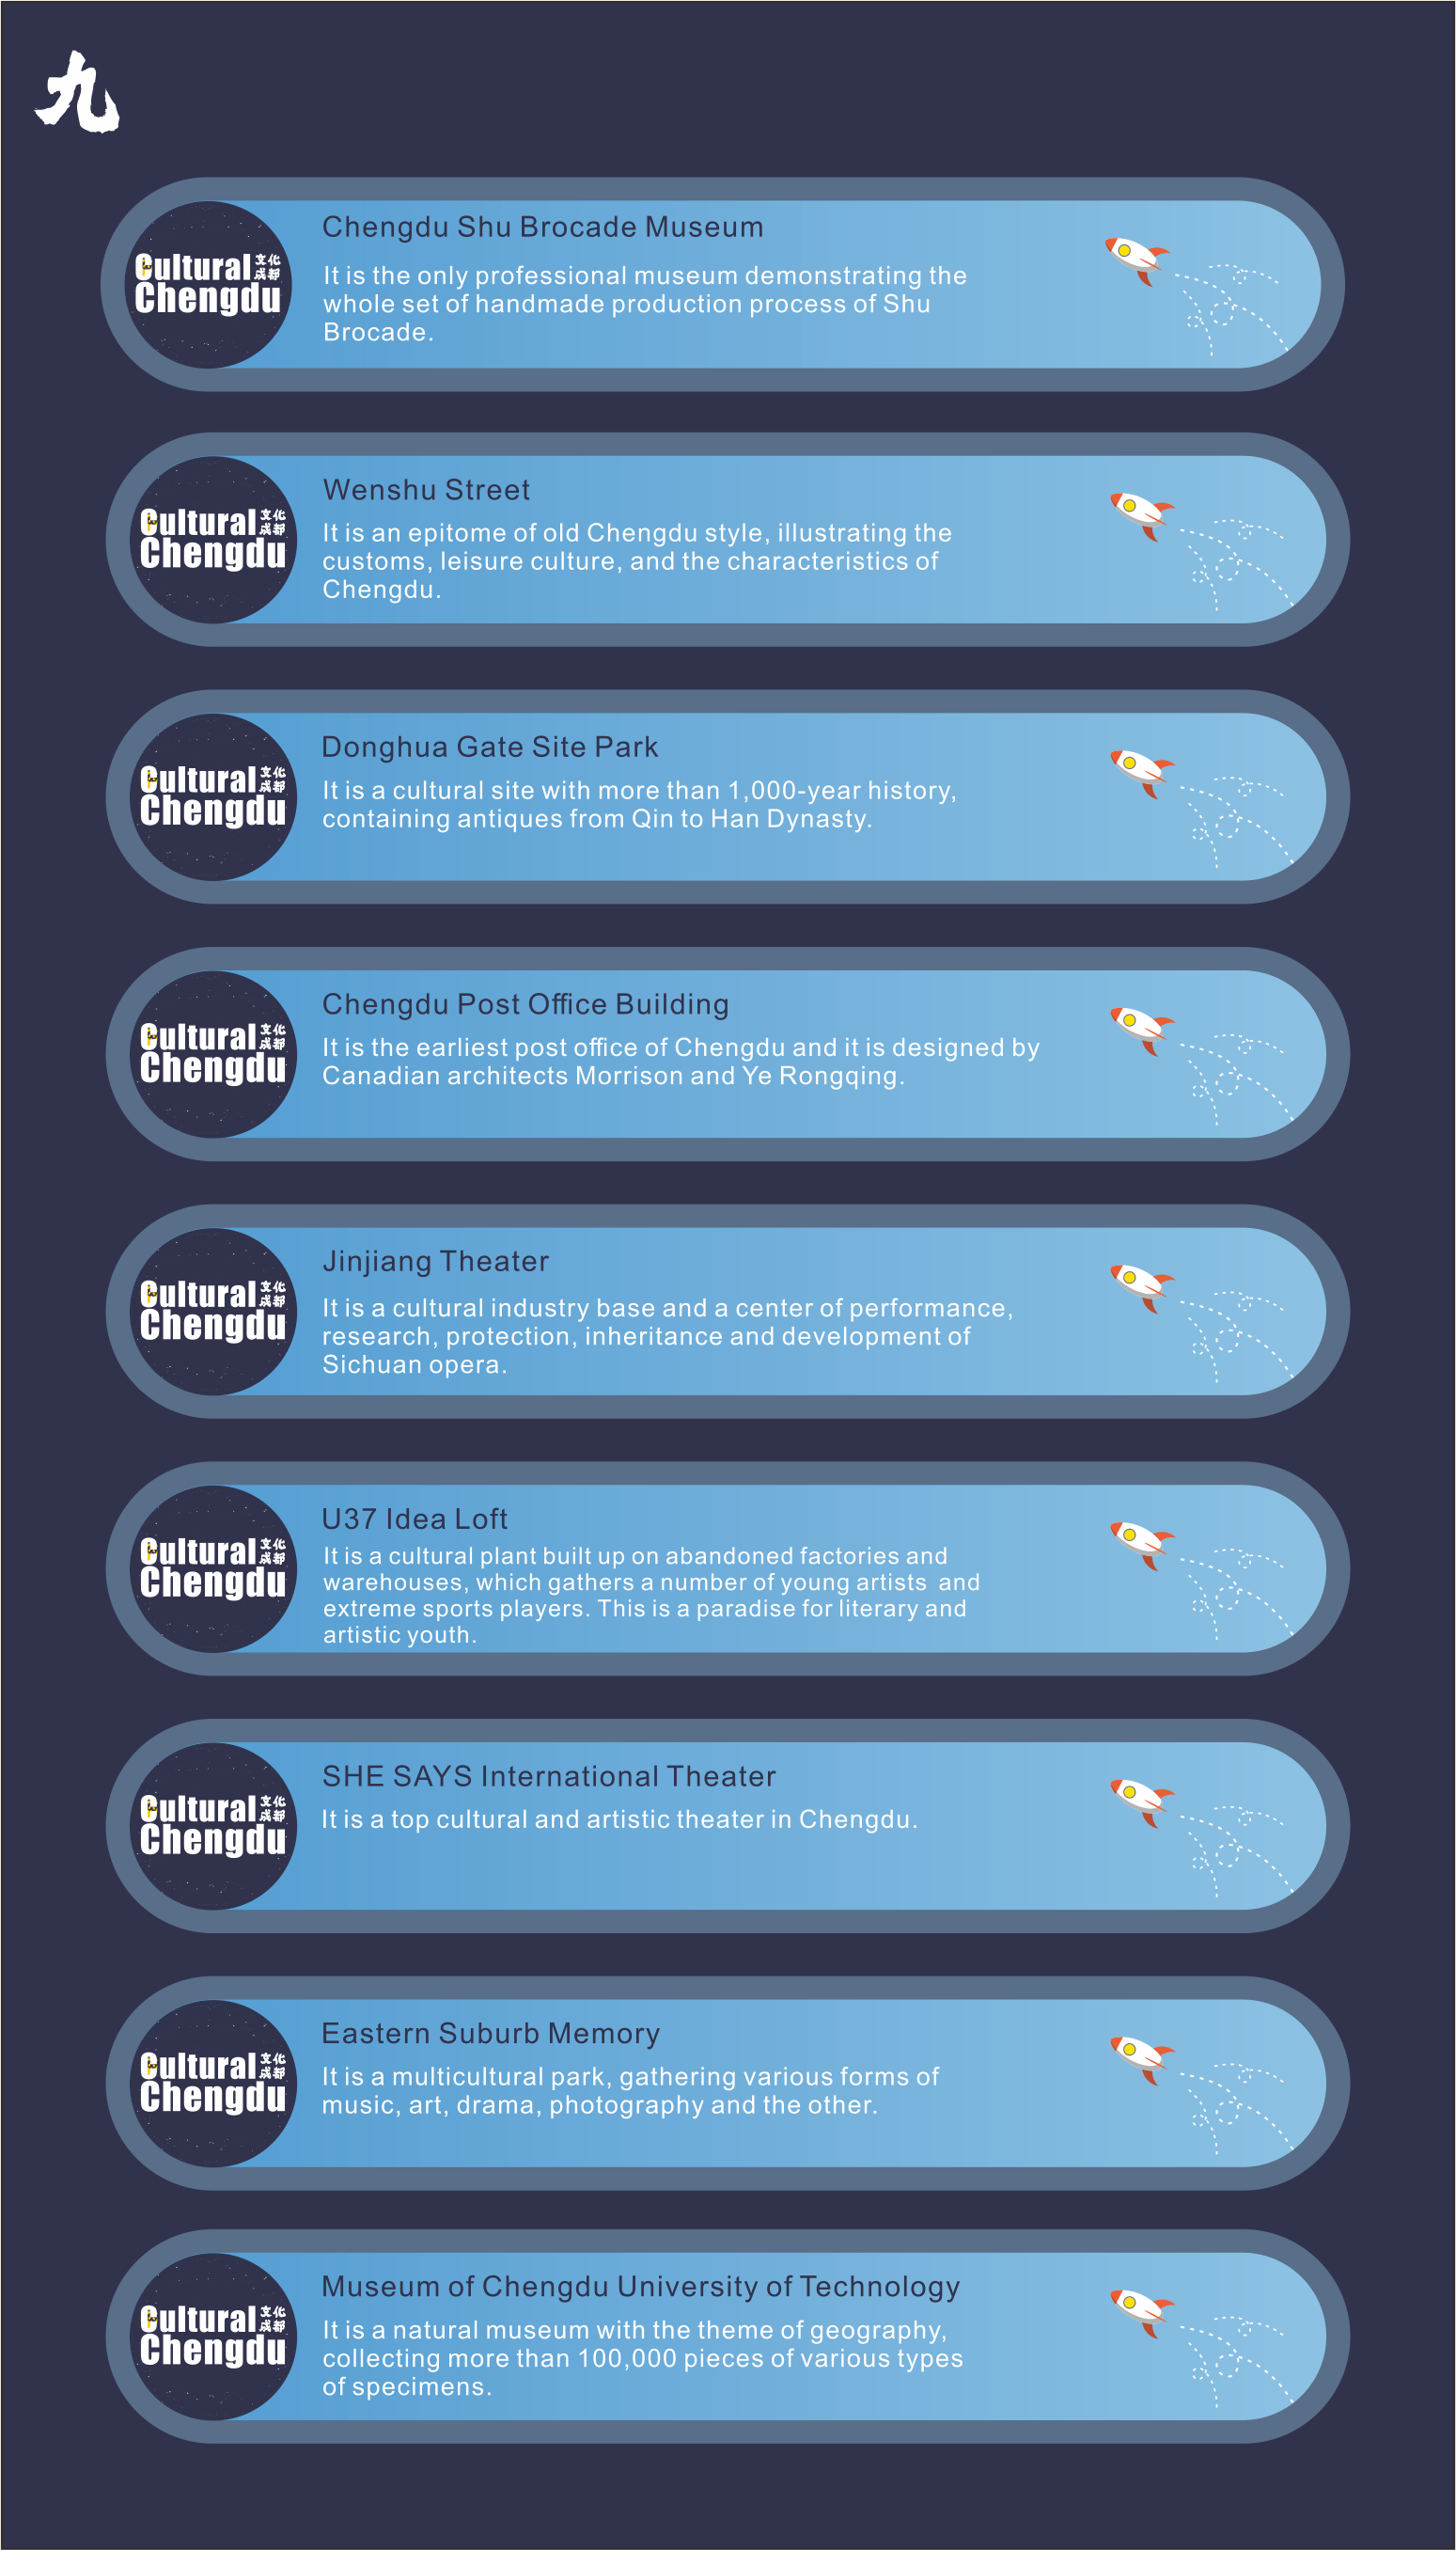 九
Cultural 文化
成都
Chengdu
Chengdu Shu Brocade Museum
It is the only professional museum demonstrating the
whole set of handmade production process of Shu
Brocade.
Cultural 文化
成都
Chengdu
Wenshu Street
It is an epitome of old Chengdu style, illustrating the
customs, leisure culture, and the characteristics of
Chengdu.
Cultural 文化
成都
Chengdu
Donghua Gate Site Park
It is a cultural site with more than 1,000-year history,
containing antiques from Qin to Han Dynasty.
Cultural 文化
成都
Chengdu
Chengdu Post Office Building
It is the earliest post office of Chengdu and it is designed by
Canadian architects Morrison and Ye Rongqing.
Cultural 文化
成都
Chengdu
Jinjiang Theater
It is a cultural industry base and a center of performance,
research, protection, inheritance and development of
Sichuan opera.
Cultural 文化
成都
Chengdu
U37 Idea Loft
It is a cultural plant built up on abandoned factories and
warehouses, which gathers a number of young artists  and
extreme sports players. This is a paradise for literary and
artistic youth.
Cultural 文化
成都
Chengdu
SHE SAYS International Theater
It is a top cultural and artistic theater in Chengdu.
Cultural 文化
成都
Chengdu
Eastern Suburb Memory
It is a multicultural park, gathering various forms of
music, art, drama, photography and the other.
Cultural 文化
成都
Chengdu
Museum of Chengdu University of Technology
It is a natural museum with the theme of geography,
collecting more than 100,000 pieces of various types
of specimens.